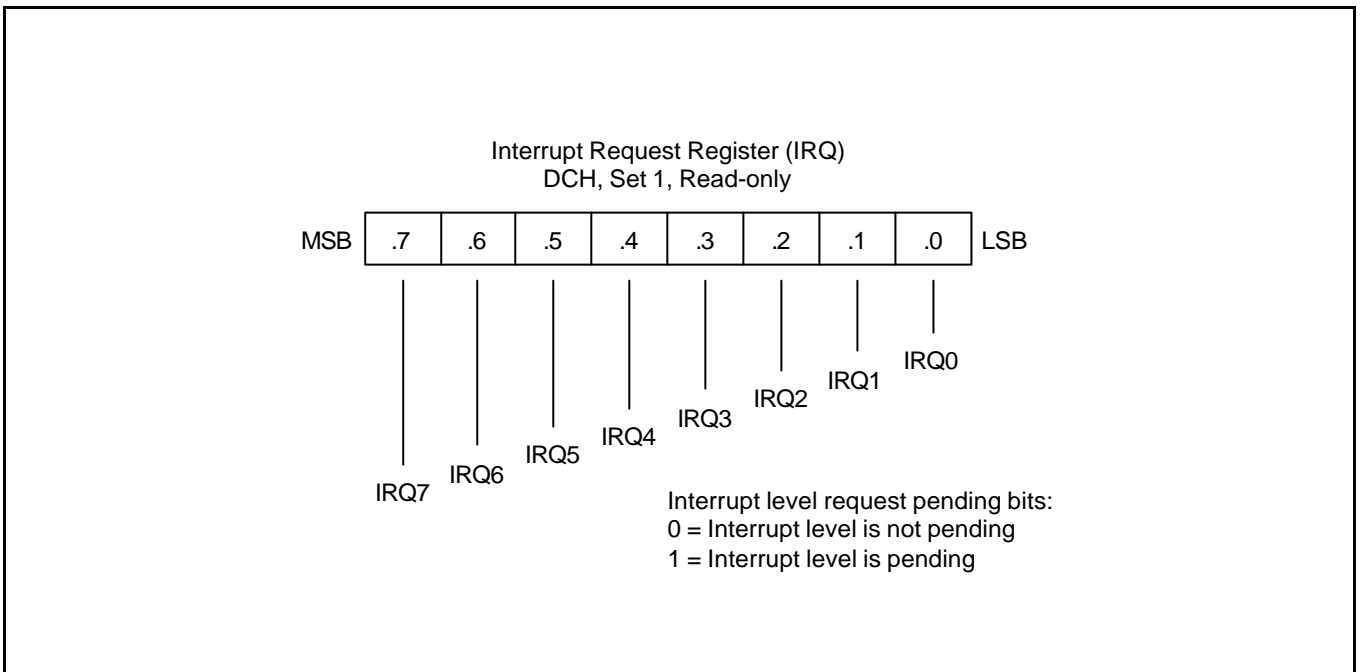 Interrupt Request Register (IRQ)
DCH, Set 1, Read-only
MSB .7 .6 .5 .4 .3 .2 .1 .0 LSB
IRQ0
IRQ1
IRQ2
IRQ3
IRQ4
IRQ5
IRQ6
IRQ7
Interrupt level request pending bits:
0 = Interrupt level is not pending
1 = Interrupt level is pending